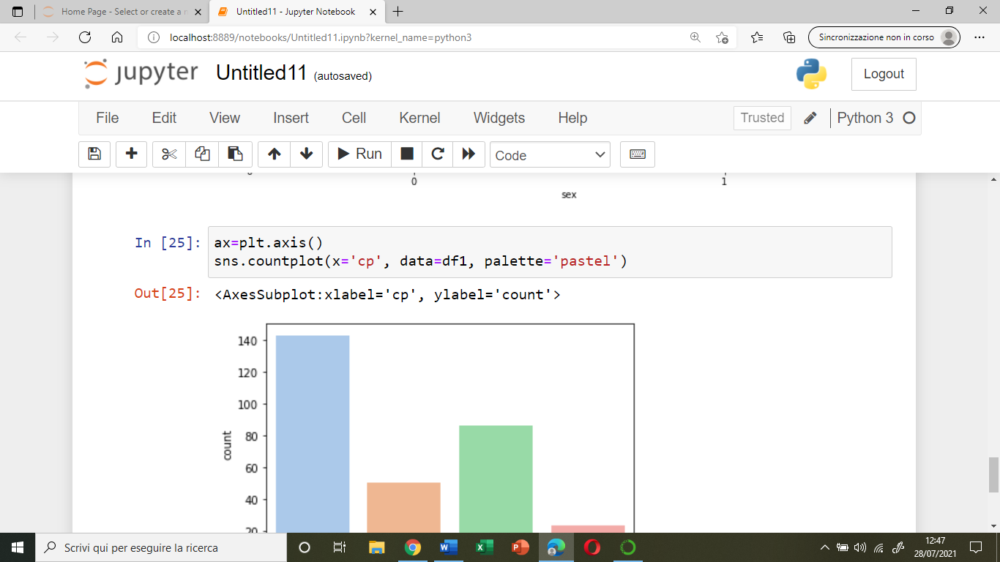 Home Page - Select or create a n
Untitled11 - Jupyter Notebook
localhost:8889/notebooks/Untitled11.ipynb?kernel_name=python3
Sincronizzazione non in corso
jupyter Untitled11 (autosaved)
Logout
File Edit View Insert Cell Kernel Widgets Help
Trusted
Python 3
Run
Code
0 1
sex
In [25]:
ax=plt.axis()
sns.countplot(x='cp', data=df1, palette='pastel')
Out[25]:
<AxesSubplot:xlabel='cp', ylabel='count'>
140
120
100
80
60
40
20
count
Scrivi qui per eseguire la ricerca
12:47
28/07/2021